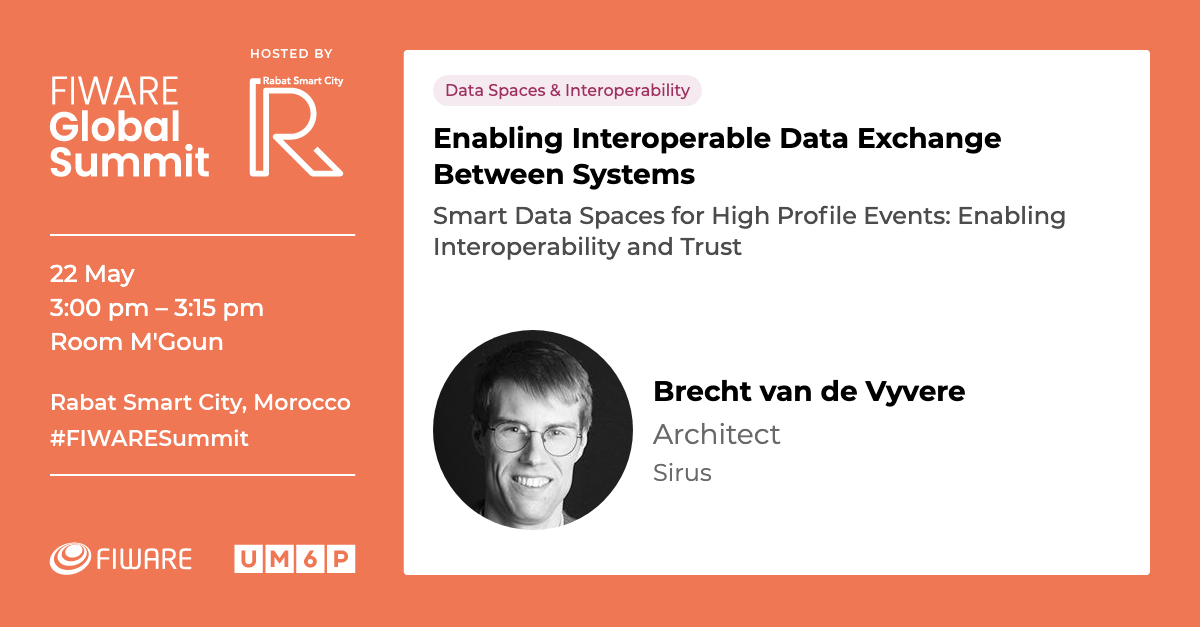 HOSTED BY
FIWARE
Global
Summit
Rabat Smart City
R
22 May
3:00 pm – 3:15 pm
Room M'Goun
Rabat Smart City, Morocco
#FIWARESummit
FIWARE
UM6P
Data Spaces & Interoperability
Enabling Interoperable Data Exchange
Between Systems
Smart Data Spaces for High Profile Events: Enabling
Interoperability and Trust
Brecht van de Vyvere
Architect
Sirus